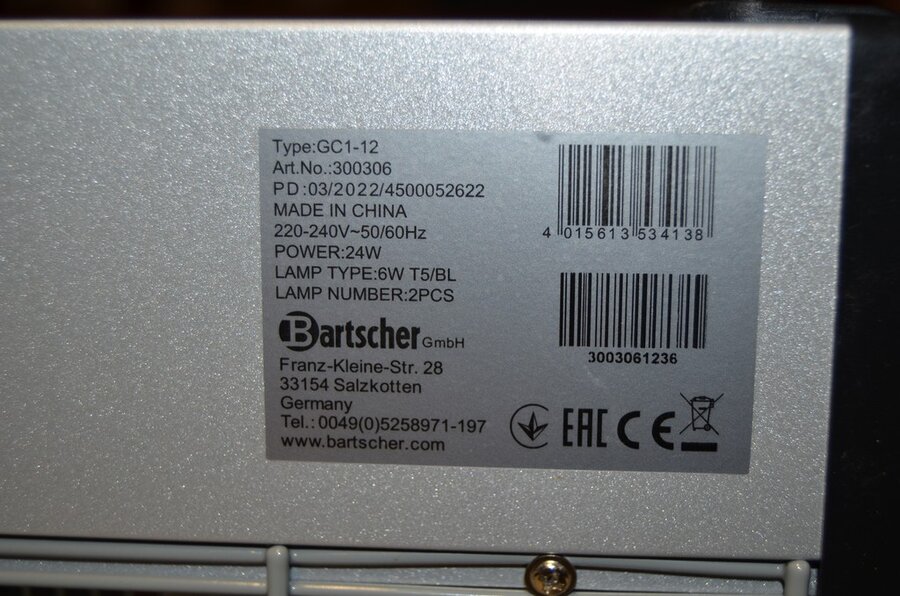 Type:GC1-12
Art.No.:300306
PD:03/2022/4500052622
MADE IN CHINA
220-240V~50/60Hz
POWER:24W
LAMP TYPE:6W T5/BL
LAMP NUMBER:2PCS
Bartscher GmbH
Franz-Kleine-Str. 28
33154 Salzkotten
Germany
Tel.: 0049(0)5258971-197
www.bartscher.com
4 015613 534138
3003061236
EAC CE